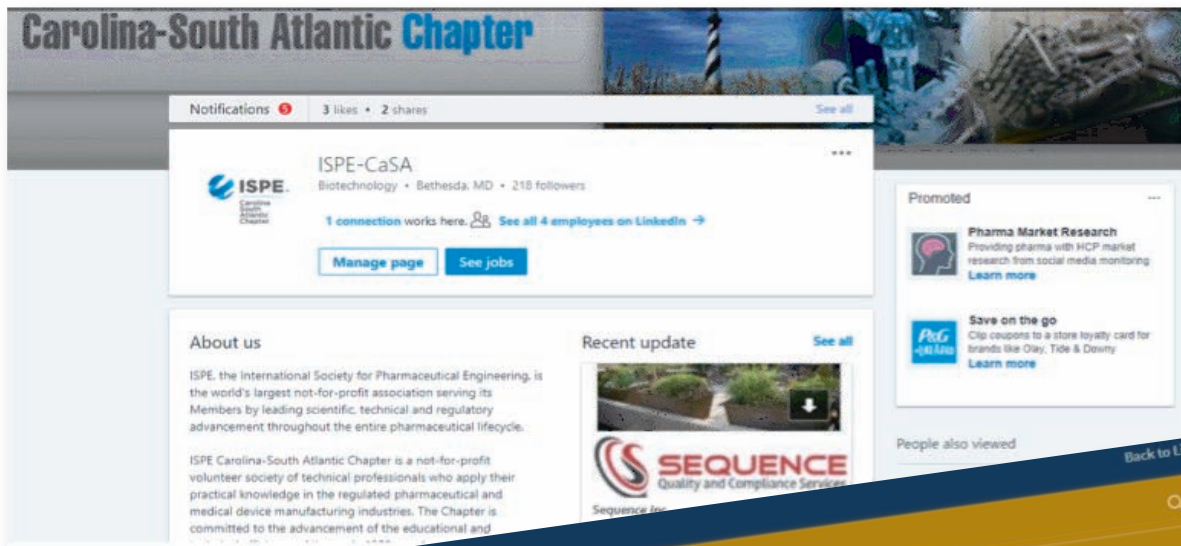 Carolina-South Atlantic Chapter
Notifications 5 3 likes • 2 shares See all
ISPE-CaSA
Biotechnology • Bethesda, MD • 218 followers
ISPE.
Carolina
South
Atlantic
Chapter
1 connection works here. See all 4 employees on LinkedIn →
Manage page See jobs
About us
ISPE, the International Society for Pharmaceutical Engineering, is
the world's largest not-for-profit association serving its
Members by leading scientific, technical and regulatory
advancement throughout the entire pharmaceutical lifecycle.
ISPE Carolina-South Atlantic Chapter is a not-for-profit
volunteer society of technical professionals who apply their
practical knowledge in the regulated pharmaceutical and
medical device manufacturing industries. The Chapter is
committed to the advancement of the educational and
Recent update See all
SEQUENCE
Quality and Compliance Services
Sequence Inc
Promoted
Pharma Market Research
Providing pharma with HCP market
research from social media monitoring
Learn more
P&G
Save on the go
Clip coupons to a store loyalty card for
brands like Olay, Tide & Downy
Learn more
People also viewed
Back to